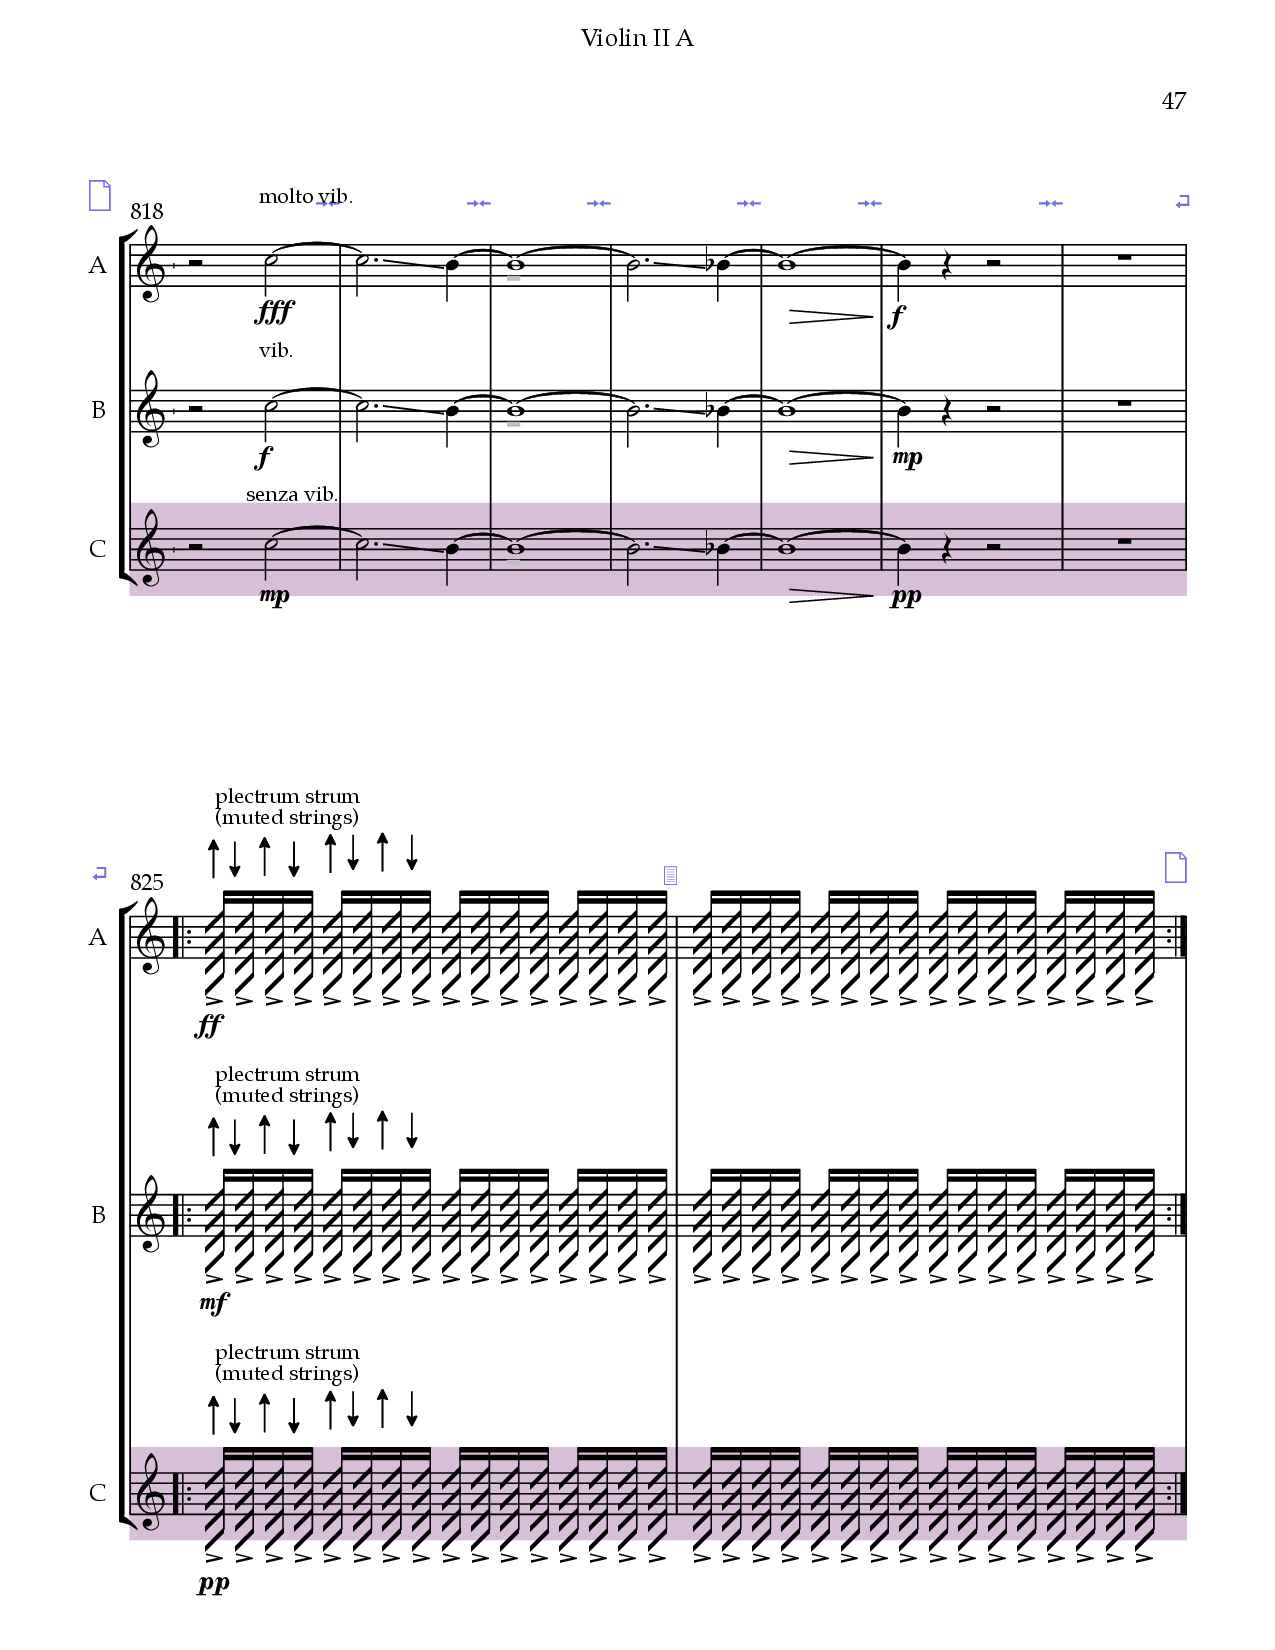 Violin II A
47
molto vib.
818
A
fff
f
vib.
B
f
mp
senza vib.
C
mp
pp
plectrum strum
(muted strings)
825
A
ff
plectrum strum
(muted strings)
B
mf
plectrum strum
(muted strings)
C
pp